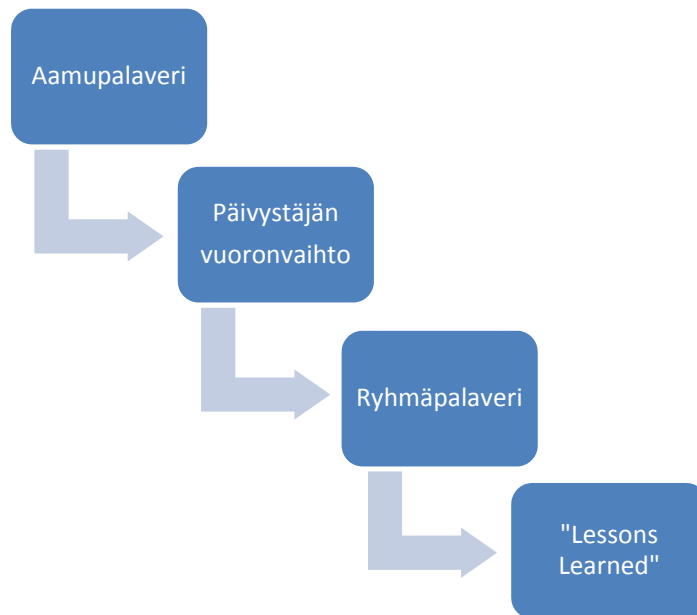 Aamupalaveri
Päivystäjän
vuoronvaihto
Ryhmäpalaveri
"Lessons
Learned"